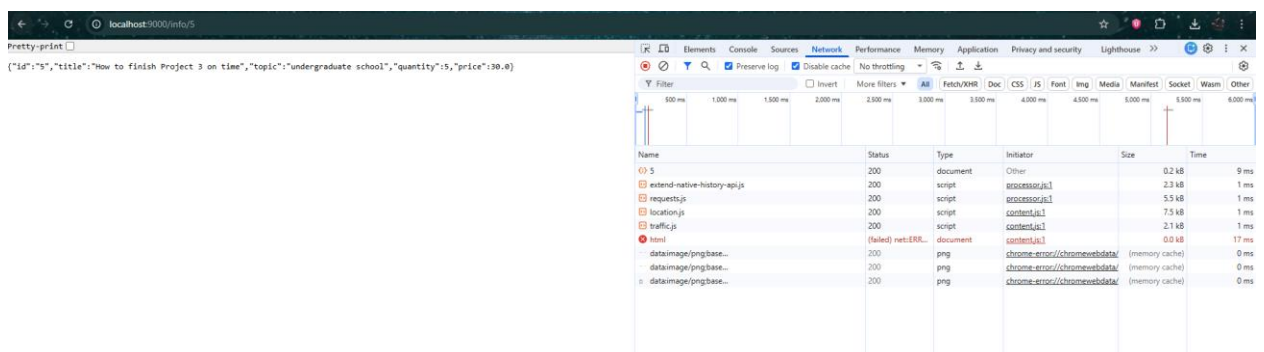 localhost:9000/info/5
Pretty-print
{"id":"5","title":"How to finish Project 3 on time","topic":"undergraduate school","quantity":5,"price":30.0}
Elements Console Sources Network Performance Memory Application Privacy and security Lighthouse
Preserve log Disable cache No throttling
Filter Invert More filters All Fetch/XHR Doc CSS JS Font Img Media Manifest Socket Wasm Other
500 ms 1,000 ms 1,500 ms 2,000 ms 2,500 ms 3,000 ms 3,500 ms 4,000 ms 4,500 ms 5,000 ms 5,500 ms 6,000 ms
Name Status Type Initiator Size Time
5 200 document Other 0.2 kB 9 ms
extend-native-history-api.js 200 script processor.js:1 2.3 kB 1 ms
requests.js 200 script processor.js:1 5.5 kB 1 ms
location.js 200 script content.js:1 7.5 kB 1 ms
traffic.js 200 script content.js:1 2.1 kB 1 ms
html (failed) net:ERR... document content.js:1 0.0 kB 17 ms
data:image/png;base... 200 png chrome-error://chromewebdata/ (memory cache) 0 ms
data:image/png;base... 200 png chrome-error://chromewebdata/ (memory cache) 0 ms
data:image/png;base... 200 png chrome-error://chromewebdata/ (memory cache) 0 ms